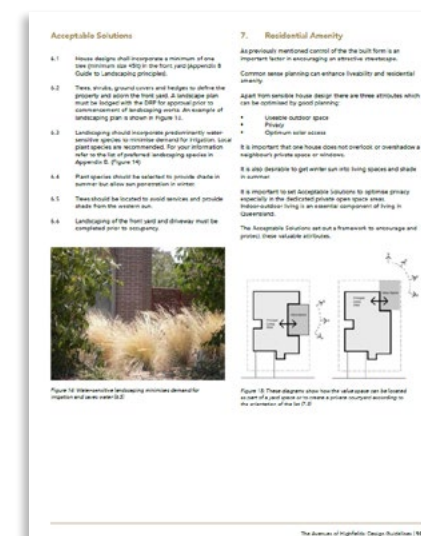 Acceptable Solutions
6.1 House designs shall incorporate a minimum of one
tree (minimum size 45lt) in the front yard (Appendix B
Guide to Landscaping principles).
6.2 Trees, shrubs, ground covers and hedges to define the
property and adorn the front yard. A landscape plan
must be lodged with the DRP for approval prior to
commencement of landscaping works. An example of
landscaping plan is shown in Figure 13.
6.3 Landscaping should incorporate predominantly water-
sensitive species to minimise demand for irrigation. Local
plant species are recommended. For your information
refer to the list of preferred landscaping species in
Appendix B. (Figure 14)
6.4 Plant species should be selected to provide shade in
summer but allow sun penetration in winter.
6.5 Trees should be located to avoid services and provide
shade from the western sun.
6.6 Landscaping of the front yard and driveway must be
completed prior to occupancy.
Figure 14: Water-sensitive landscaping minimises demand for
irrigation and saves water (6.3)
7. Residential Amenity
As previously mentioned control of the the built form is an
important factor in encouraging an attractive streetscape.
Common sense planning can enhance liveability and residential
amenity.
Apart from sensible house design there are three attributes which
can be optimised by good planning:
• Useable outdoor space
• Privacy
• Optimum solar access
It is important that one house does not overlook or overshadow a
neighbour's private space or windows.
It is also desirable to get winter sun into living spaces and shade
in summer.
It is important to set Acceptable Solutions to optimise privacy
especially in the dedicated private open space areas.
Indoor-outdoor living is an essential component of living in
Queensland.
The Acceptable Solutions set out a framework to encourage and
protect these valuable attributes.
Figure 15: These diagrams show how the value space can be located
as part of a yard space or to create a private courtyard according to
the orientation of the lot (7.3)
The Avenues of Highfields: Design Guidelines |